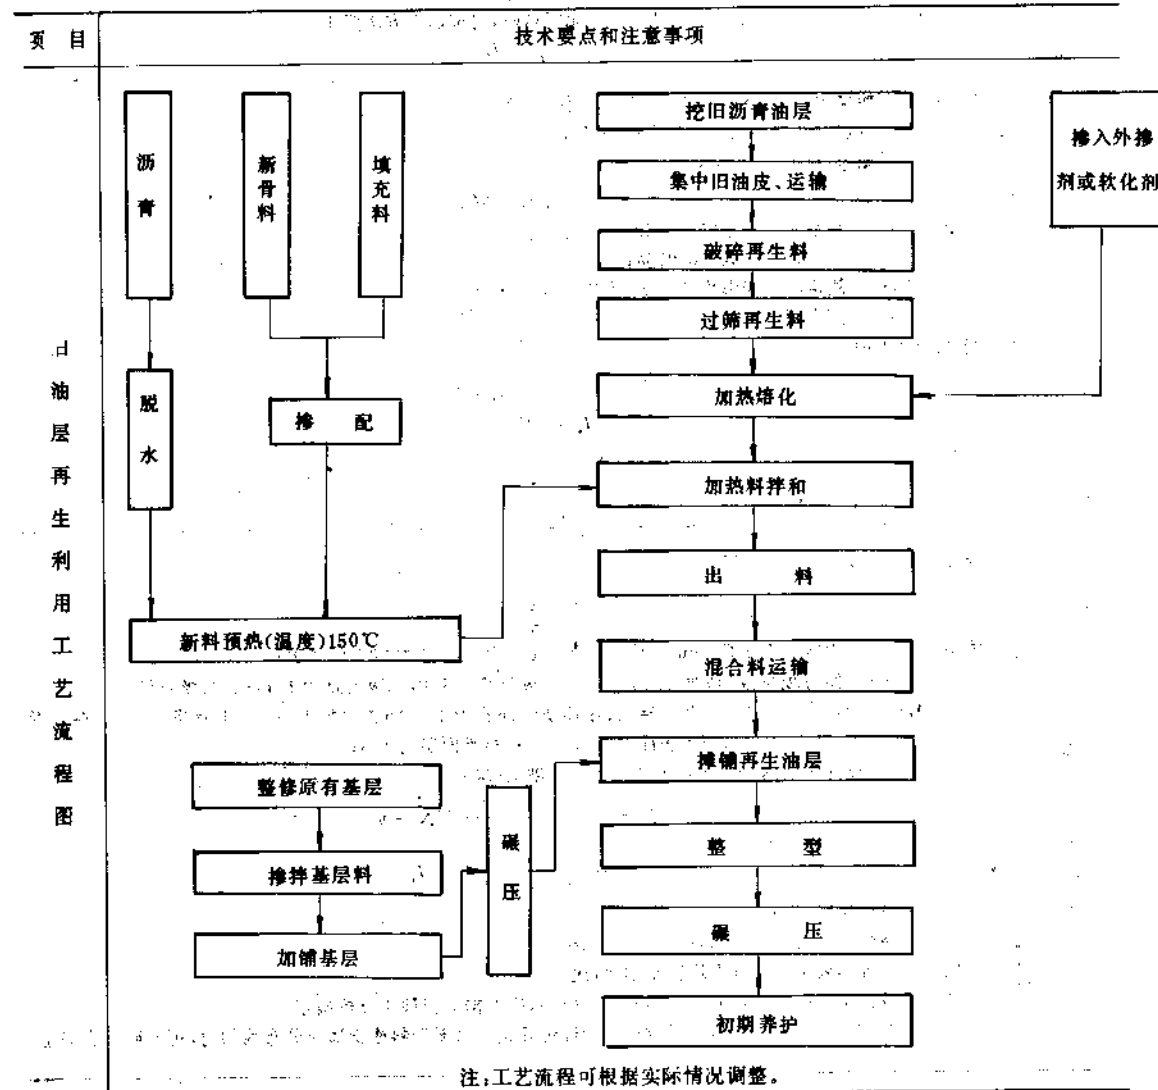 项 目
技术要点和注意事项
油层再生利用工艺流程图
沥青
新骨料
填充料
脱水
掺 配
新料预热(温度)150℃
挖旧沥青油层
集中旧油皮、运输
破碎再生料
过筛再生料
加热熔化
掺入外掺
剂或软化剂
加热料拌和
出 料
混合料运输
摊铺再生油层
整 型
碾 压
初期养护
整修原有基层
掺拌基层料
加铺基层
碾压
注:工艺流程可根据实际情况调整。